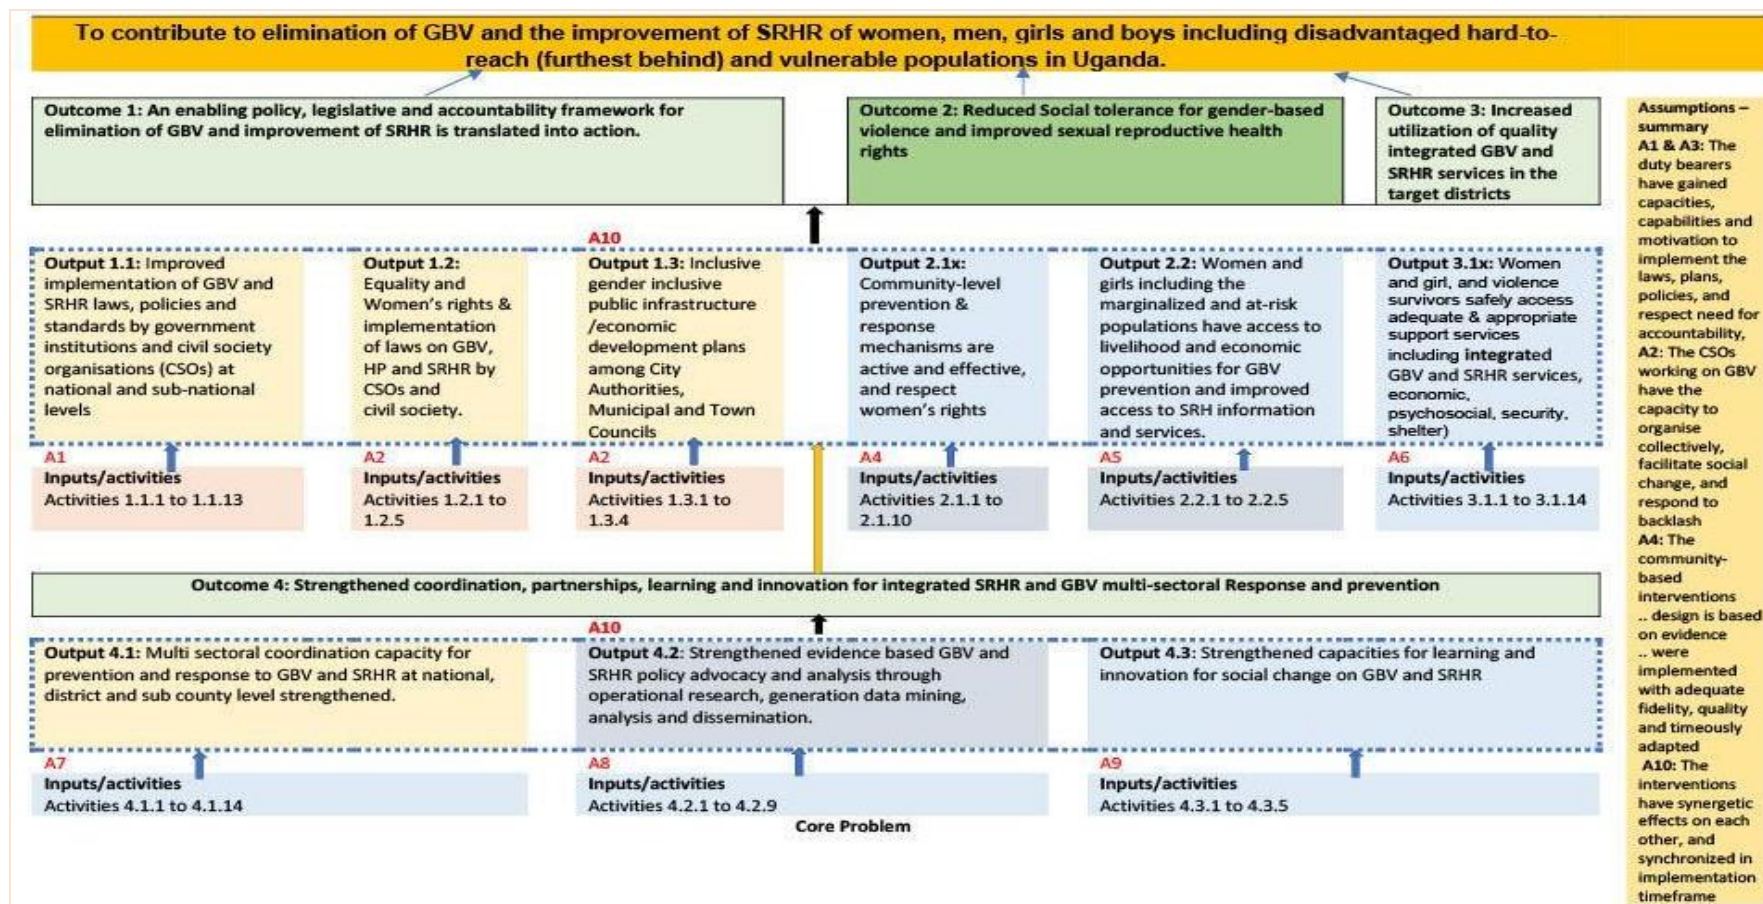 To contribute to elimination of GBV and the improvement of SRHR of women, men, girls and boys including disadvantaged hard-to-
reach (furthest behind) and vulnerable populations in Uganda.
Outcome 1: An enabling policy, legislative and accountability framework for
elimination of GBV and improvement of SRHR is translated into action.
Outcome 2: Reduced Social tolerance for gender-based
violence and improved sexual reproductive health
rights
Outcome 3: Increased
utilization of quality
integrated GBV and
SRHR services in the
target districts
A10
Output 1.1: Improved
implementation of GBV and
SRHR laws, policies and
standards by government
institutions and civil society
organisations (CSOs) at
national and sub-national
levels
Output 1.2:
Equality and
Women's rights &
implementation
of laws on GBV,
HP and SRHR by
CSOs and
civil society.
Output 1.3: Inclusive
gender inclusive
public infrastructure
/economic
development plans
among City
Authorities,
Municipal and Town
Councils
Output 2.1x:
Community-level
prevention &
response
mechanisms are
active and effective,
and respect
women's rights
Output 2.2: Women and
girls including the
marginalized and at-risk
populations have access to
livelihood and economic
opportunities for GBV
prevention and improved
access to SRH information
and services.
Output 3.1x: Women
and girl, and violence
survivors safely access
adequate & appropriate
support services
including integrated
GBV and SRHR services,
economic,
psychosocial, security,
shelter)
A1
Inputs/activities
Activities 1.1.1 to 1.1.13
A2
Inputs/activities
Activities 1.2.1 to
1.2.5
A2
Inputs/activities
Activities 1.3.1 to
1.3.4
A4
Inputs/activities
Activities 2.1.1 to
2.1.10
A5
Inputs/activities
Activities 2.2.1 to 2.2.5
A6
Inputs/activities
Activities 3.1.1 to 3.1.14
Outcome 4: Strengthened coordination, partnerships, learning and innovation for integrated SRHR and GBV multi-sectoral Response and prevention
A10
Output 4.1: Multi sectoral coordination capacity for
prevention and response to GBV and SRHR at national,
district and sub county level strengthened.
Output 4.2: Strengthened evidence based GBV and
SRHR policy advocacy and analysis through
operational research, generation data mining,
analysis and dissemination.
Output 4.3: Strengthened capacities for learning and
innovation for social change on GBV and SRHR
A7
Inputs/activities
Activities 4.1.1 to 4.1.14
A8
Inputs/activities
Activities 4.2.1 to 4.2.9
A9
Inputs/activities
Activities 4.3.1 to 4.3.5
Core Problem
Assumptions –
summary
A1 & A3: The
duty bearers
have gained
capacities,
capabilities and
motivation to
implement the
laws, plans,
policies, and
respect need for
accountability,
A2: The CSOs
working on GBV
have the
capacity to
organise
collectively,
facilitate social
change, and
respond to
backlash
A4: The
community-
based
interventions
.. design is based
on evidence
.. were
implemented
with adequate
fidelity, quality
and timeously
adapted
A10: The
interventions
have synergetic
effects on each
other, and
synchronized in
implementation
timeframe